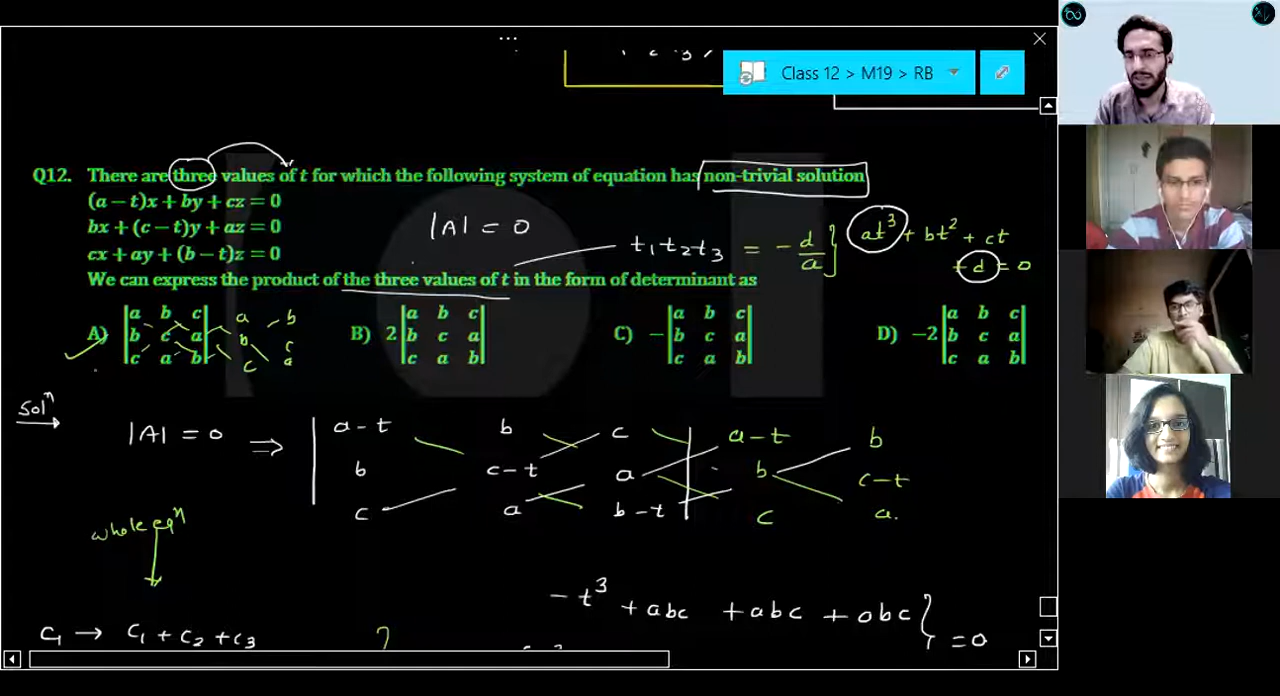 1 2 3
Class 12 > M19 > RB
Q12. There are three values of t for which the following system of equation has non-trivial solution
(a − t)x + by + cz = 0
bx + (c − t)y + az = 0
cx + ay + (b − t)z = 0
|A| = 0
t₁t₂t₃ = − d/a } at³ + bt² + ct
+ d = 0
We can express the product of the three values of t in the form of determinant as
A) |a b c| a b
|b c a| b c
|c a b| c a
B) 2 |a b c|
|b c a|
|c a b|
C) − |a b c|
|b c a|
|c a b|
D) −2 |a b c|
|b c a|
|c a b|
Solⁿ →
|A| = 0 ⇒
| a − t b c | a − t b
| b c − t a | b c − t
| c a b − t | c a.
whole eqⁿ
− t³ + abc + abc + abc } = 0
C₁ → C₁ + C₂ + C₃